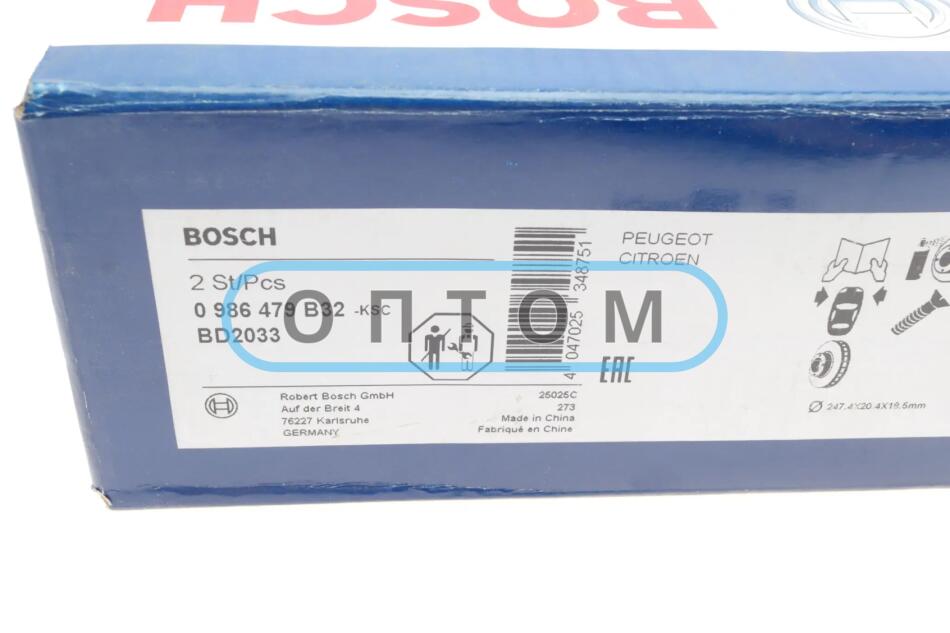 BOSCH
BOSCH
2 St/Pcs
0 986 479 B32 -KSC
BD2033
ОПТОМ
4 047025 348751
PEUGEOT
CITROEN
EAC
Robert Bosch GmbH
Auf der Breit 4
76227 Karlsruhe
GERMANY
25025C
273
Made in China
Fabriqué en Chine
Ø 247.4X20.4X18.5mm